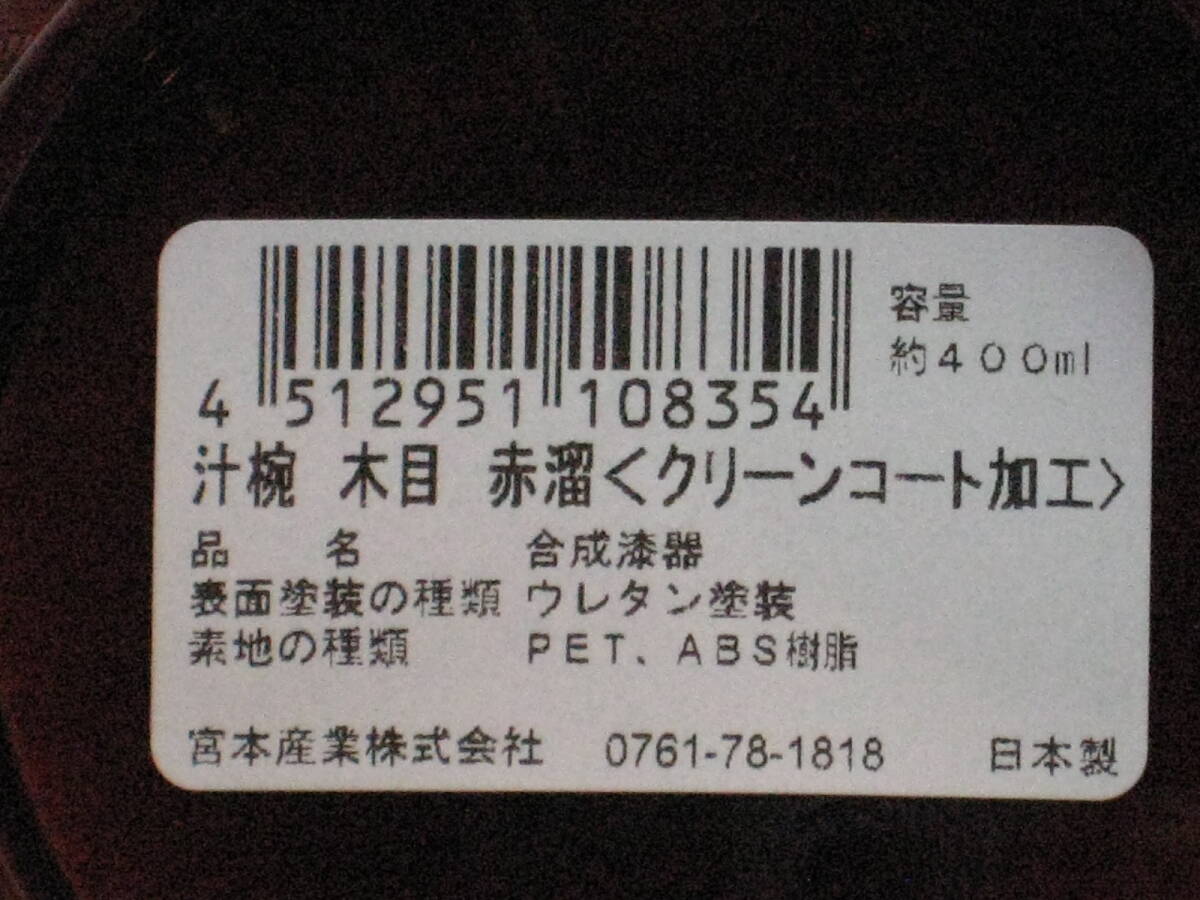 容量
約400ml
4 512951 108354
汁椀 木目 赤溜<クリーンコート加工>
品 名 合成漆器
表面塗装の種類 ウレタン塗装
素地の種類 PET、ABS樹脂
宮本産業株式会社 0761-78-1818 日本製